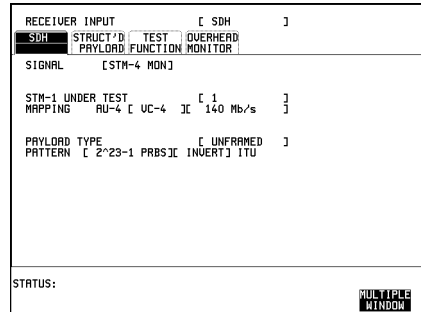 RECEIVER INPUT [ SDH ]
SDH STRUCT'D TEST OVERHEAD
PAYLOAD FUNCTION MONITOR
SIGNAL [STM-4 MON]
STM-1 UNDER TEST [ 1 ]
MAPPING AU-4 [ VC-4 ][ 140 Mb/s ]
PAYLOAD TYPE [ UNFRAMED ]
PATTERN [ 2^23-1 PRBS][ INVERT] ITU
STATUS:
MULTIPLE
WINDOW